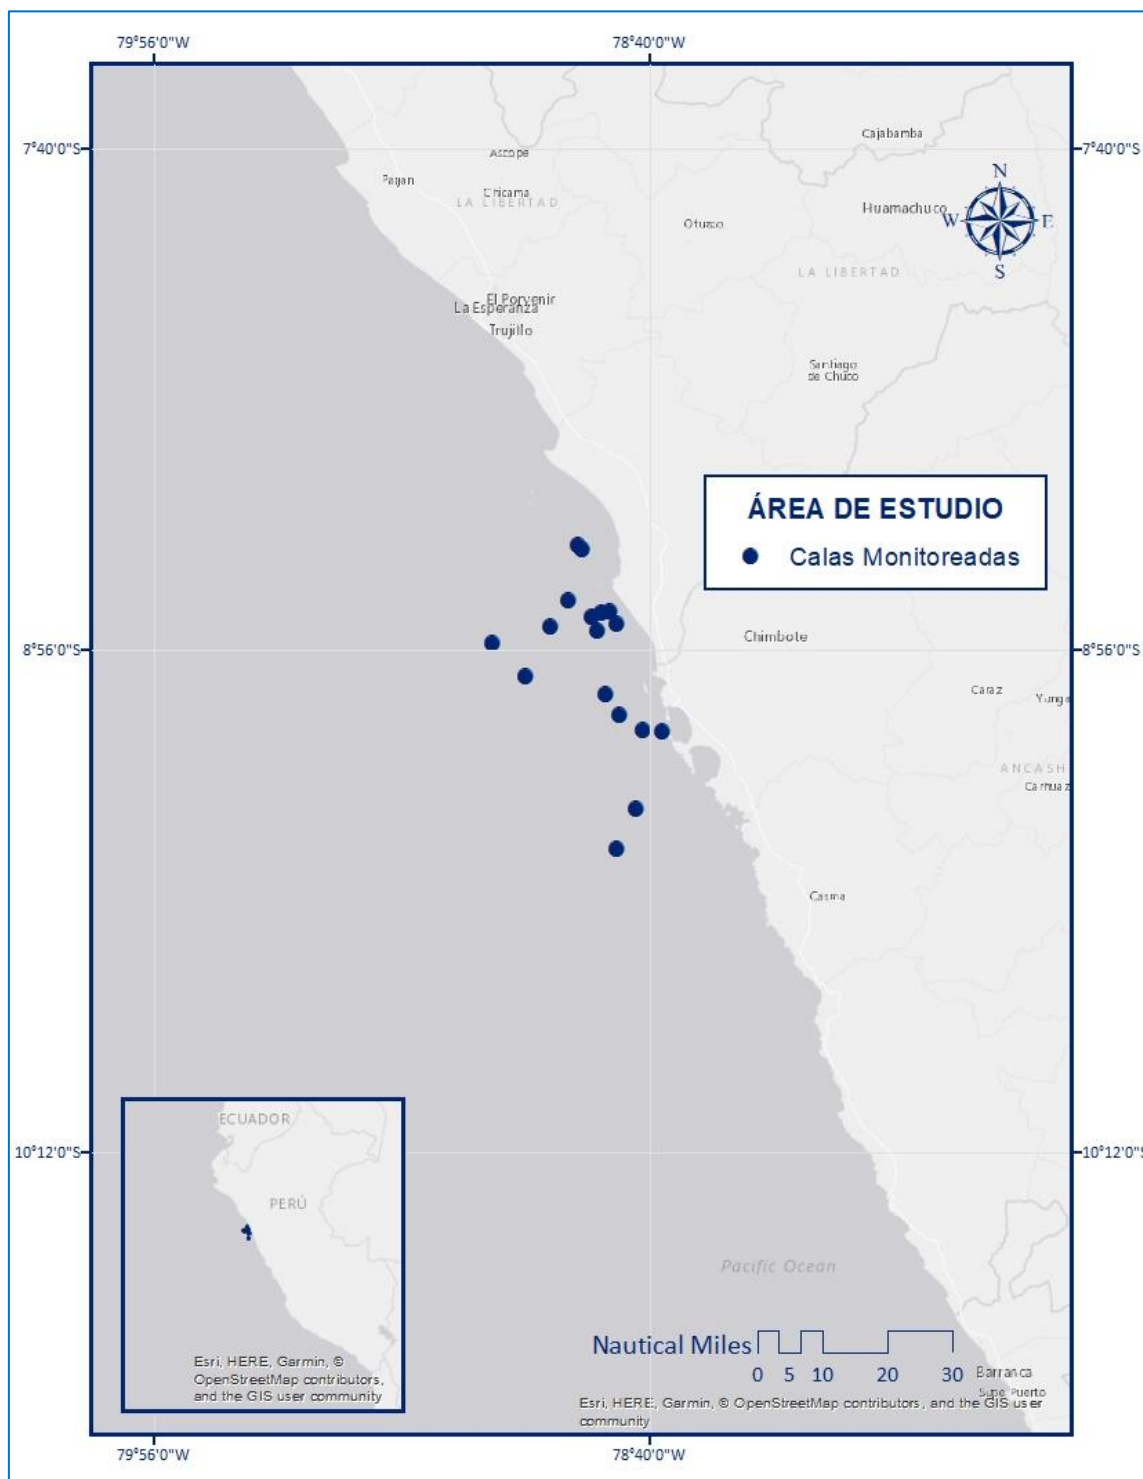 79°56'0"W
78°40'0"W
7°40'0"S
7°40'0"S
Cajabamba
Ascope
Paijan
Chicama
LA LIBERTAD
Huamachuco
Otuzco
N
W
E
S
LA LIBERTAD
El Porvenir
La Esperanza
Trujillo
Santiago
de Chuco
ÁREA DE ESTUDIO
Calas Monitoreadas
8°56'0"S
8°56'0"S
Chimbote
Caraz
Yunga
ANCASH
Carhuaz
Casma
10°12'0"S
10°12'0"S
ECUADOR
PERÚ
Esri, HERE, Garmin, ©
OpenStreetMap contributors,
and the GIS user community
Pacific Ocean
Nautical Miles
0 5 10 20 30
Barranca
Supe Puerto
Esri, HERE, Garmin, © OpenStreetMap contributors, and the GIS user
community
79°56'0"W
78°40'0"W